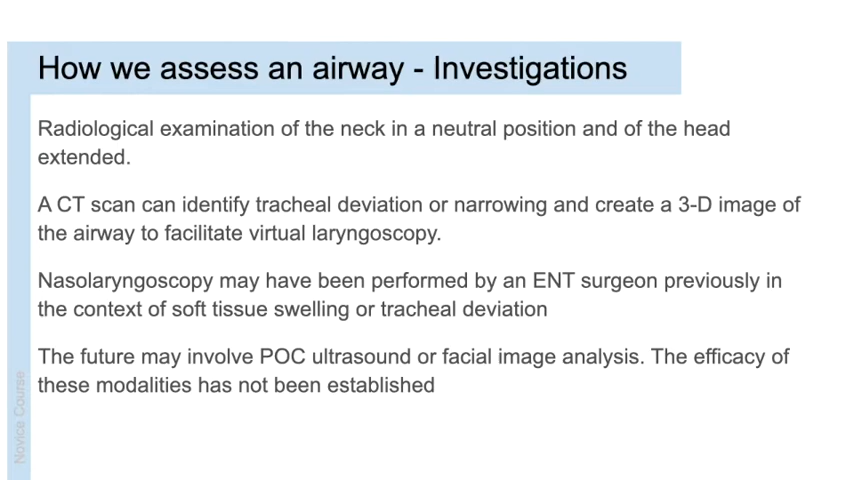 How we assess an airway - Investigations
Radiological examination of the neck in a neutral position and of the head
extended.
A CT scan can identify tracheal deviation or narrowing and create a 3-D image of
the airway to facilitate virtual laryngoscopy.
Nasolaryngoscopy may have been performed by an ENT surgeon previously in
the context of soft tissue swelling or tracheal deviation
The future may involve POC ultrasound or facial image analysis. The efficacy of
these modalities has not been established
Novice Course